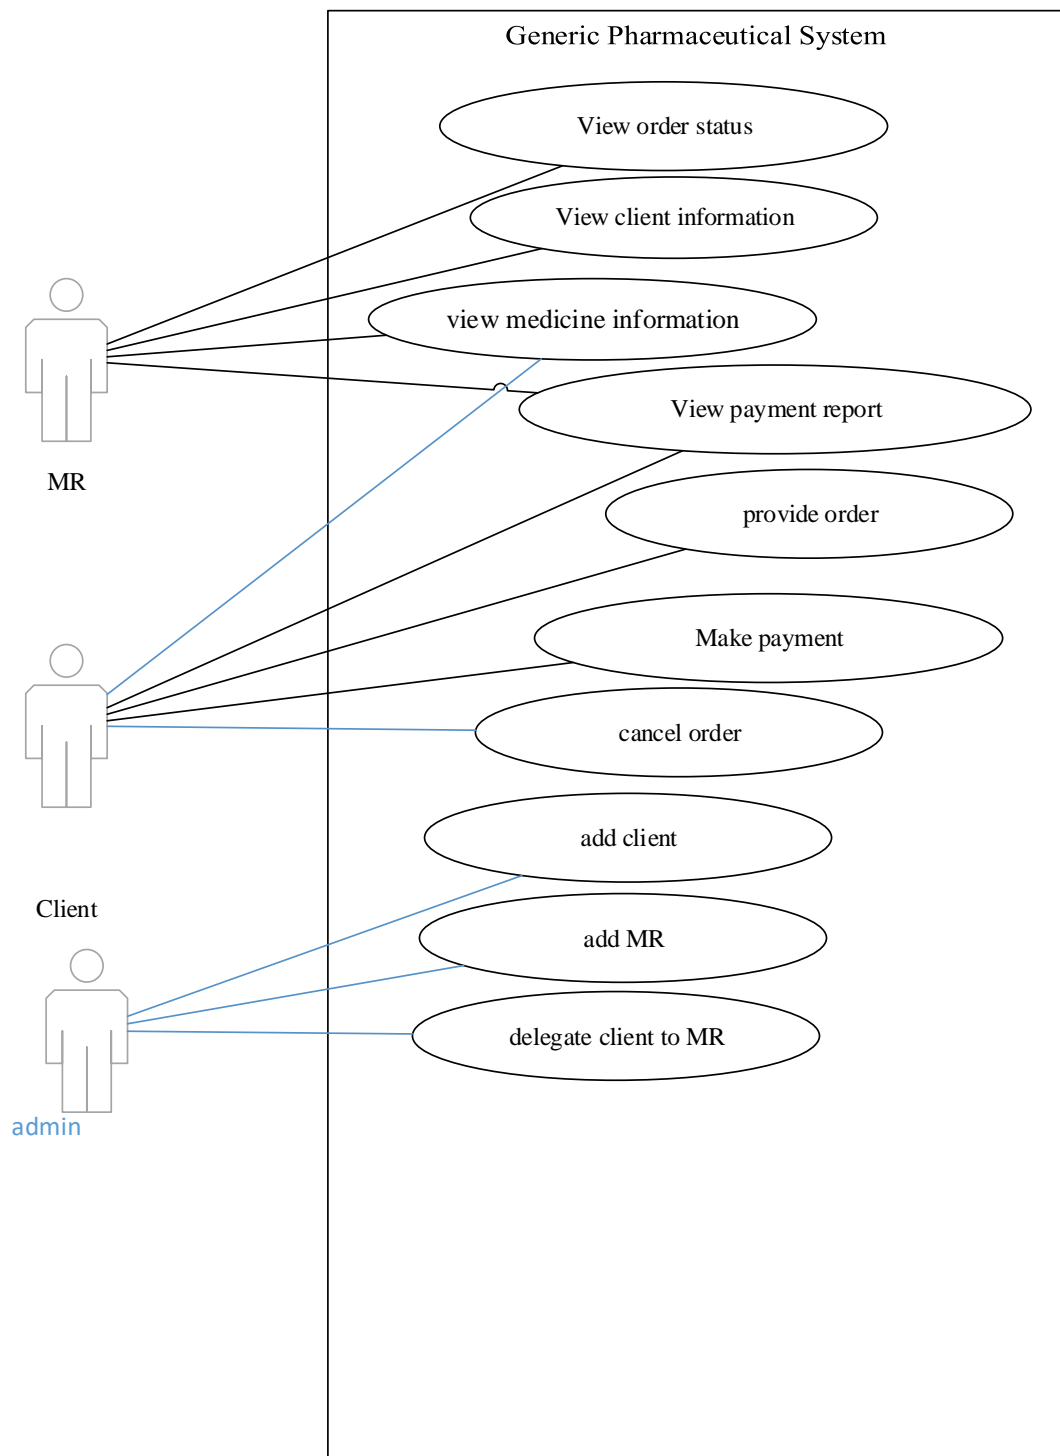 Generic Pharmaceutical System
View order status
View client information
view medicine information
View payment report
MR
provide order
Make payment
cancel order
add client
Client
add MR
delegate client to MR
admin